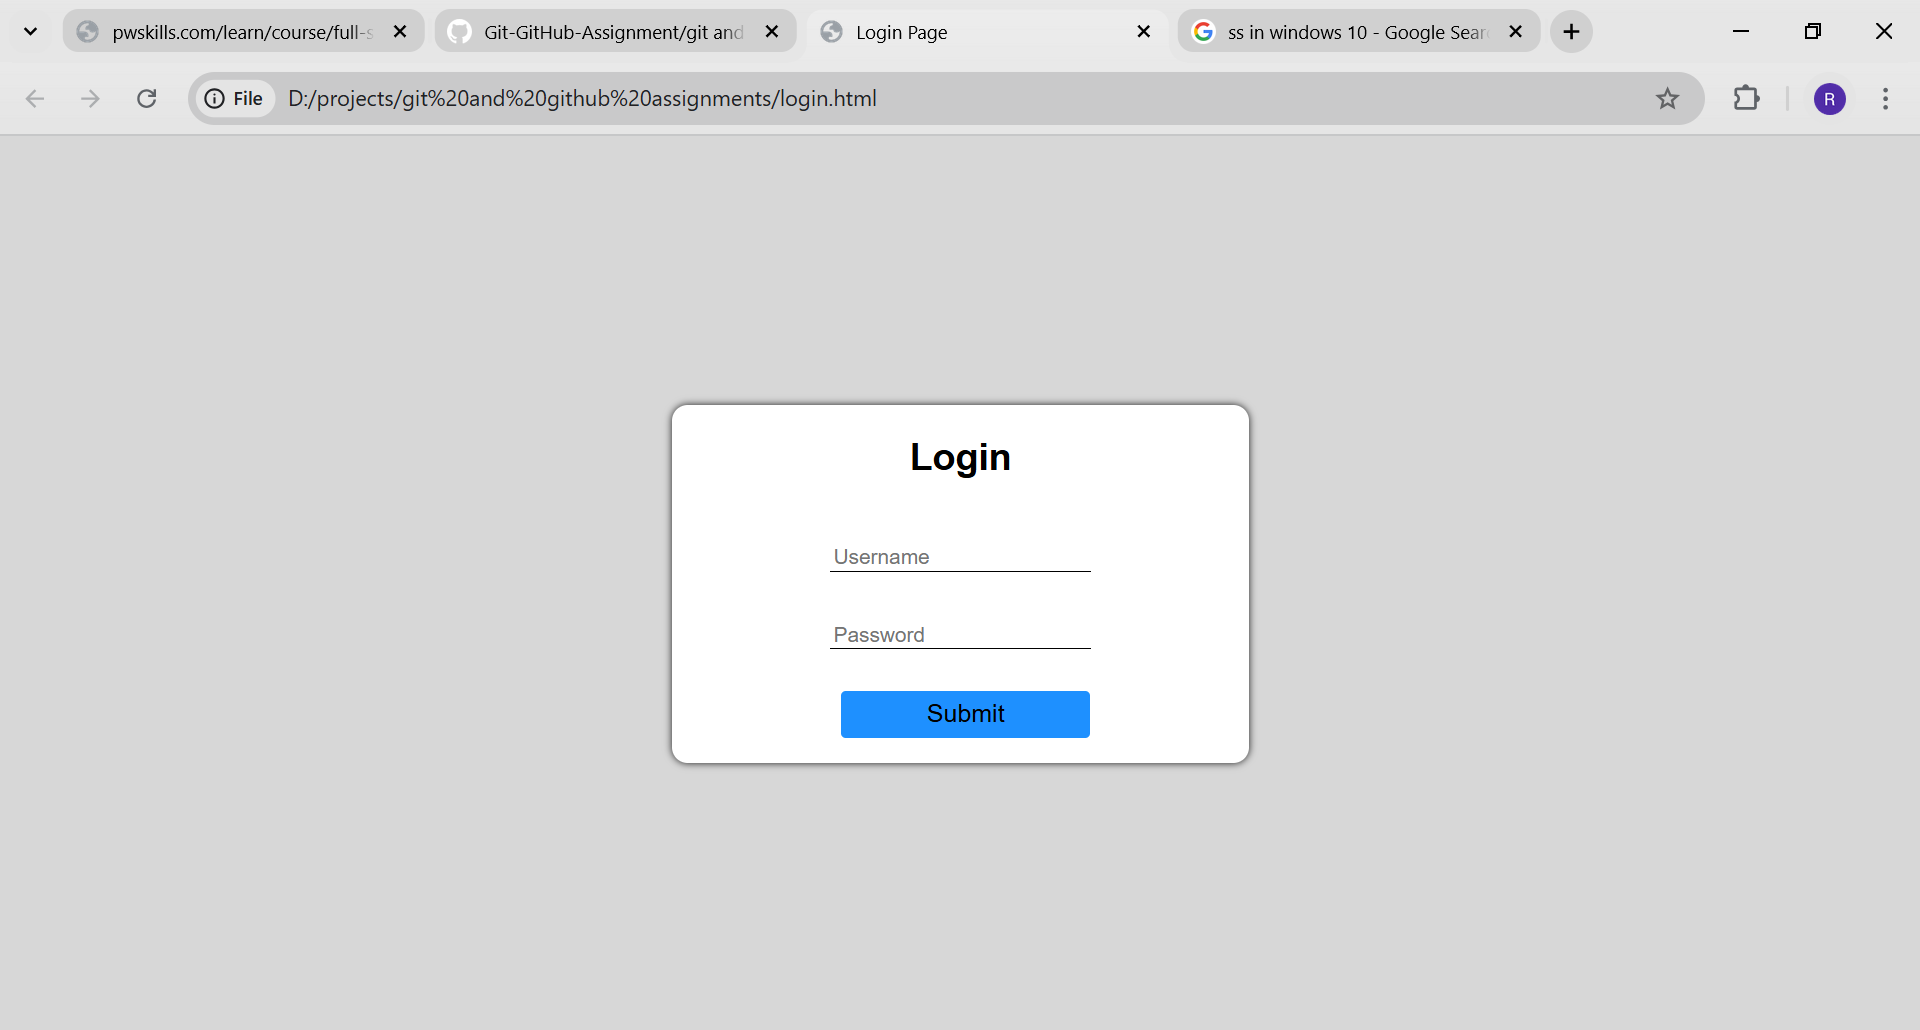 pwskills.com/learn/course/full-s
Git-GitHub-Assignment/git and
Login Page
ss in windows 10 - Google Sear
File
D:/projects/git%20and%20github%20assignments/login.html
R
Login
Username
Password
Submit